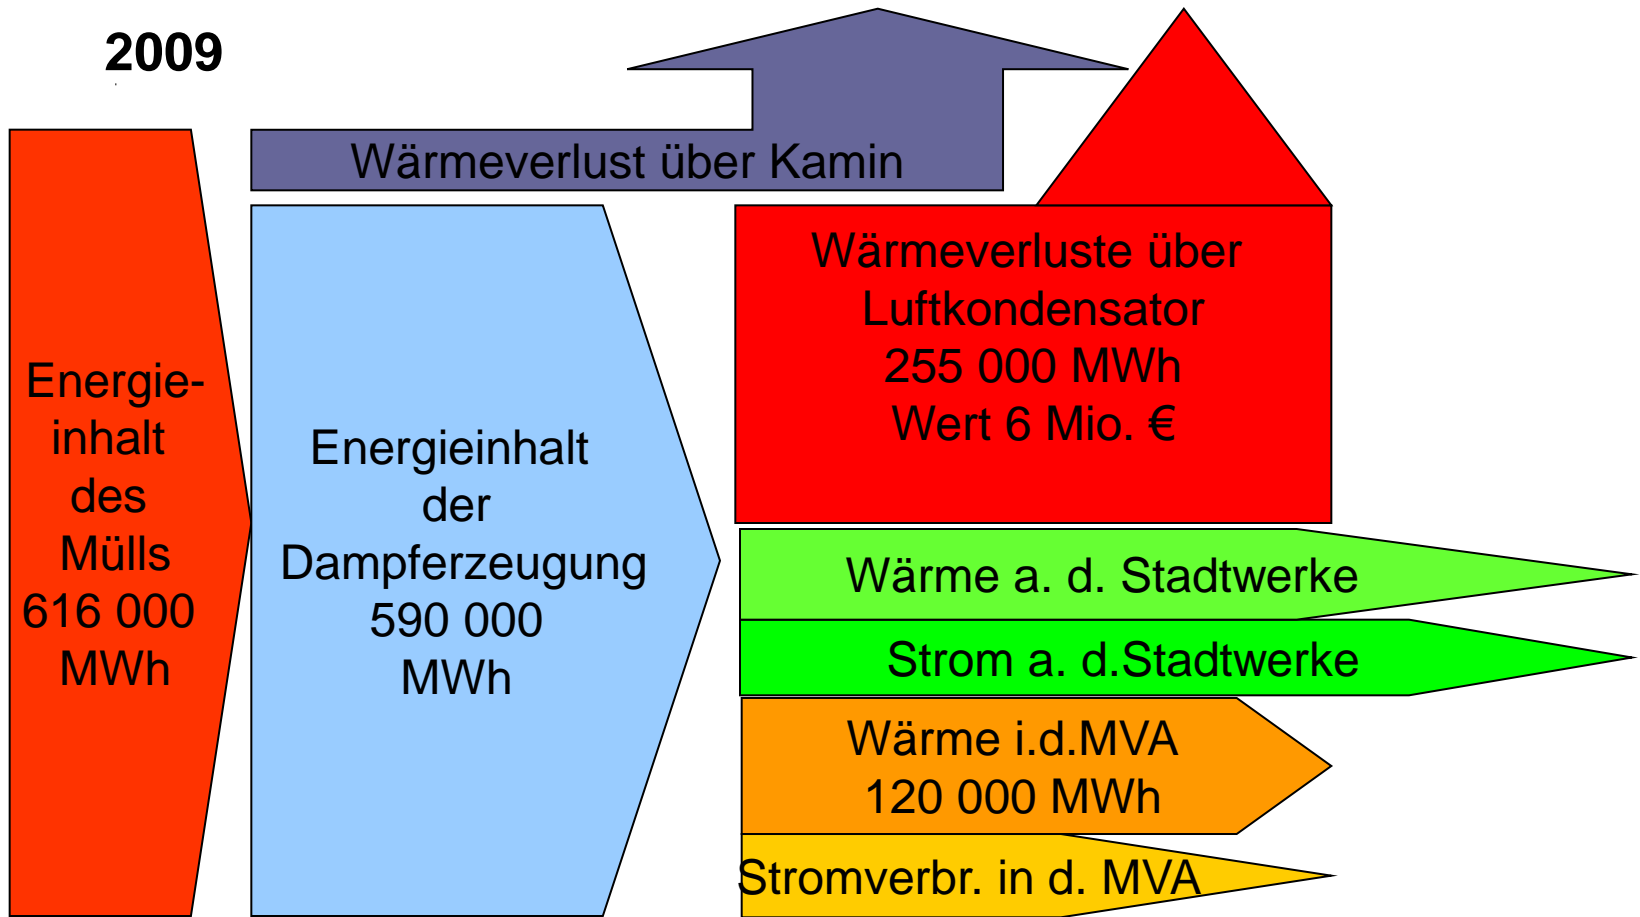 2009
Wärmeverlust über Kamin
Energie-
inhalt
des
Mülls
616 000
MWh
Energieinhalt
der
Dampferzeugung
590 000
MWh
Wärmeverluste über
Luftkondensator
255 000 MWh
Wert 6 Mio. €
Wärme a. d. Stadtwerke
Strom a. d.Stadtwerke
Wärme i.d.MVA
120 000 MWh
Stromverbr. in d. MVA